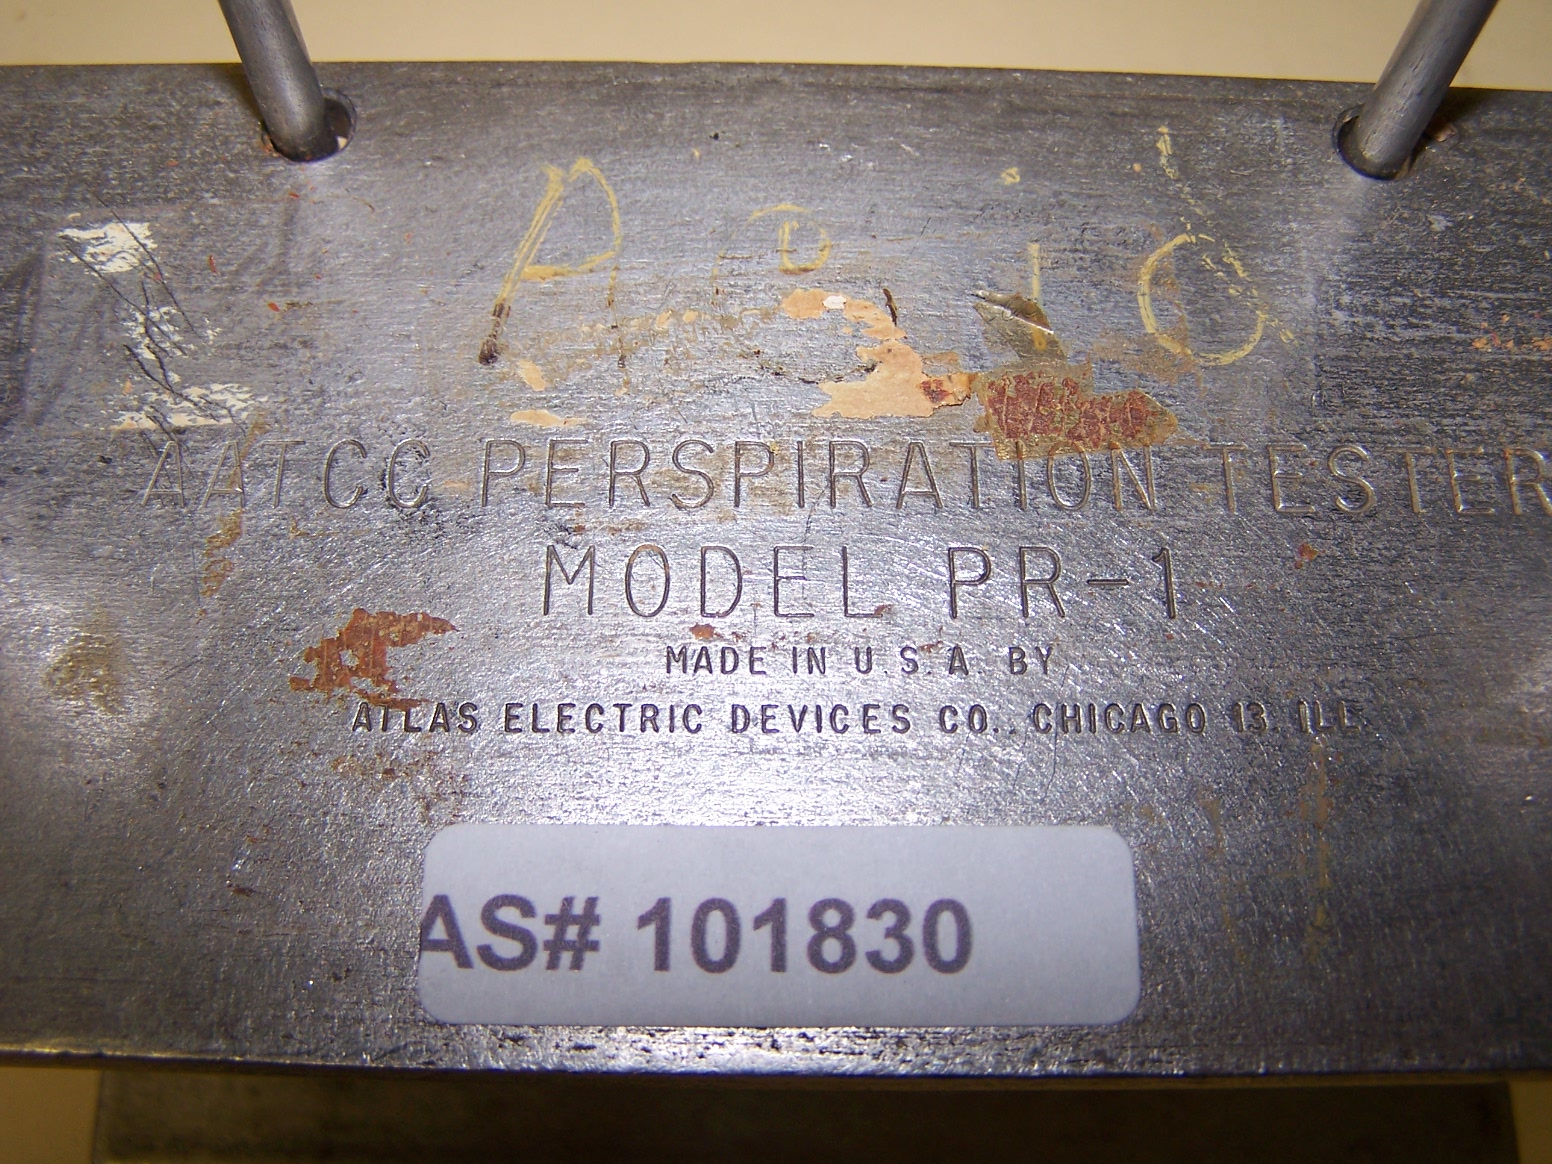 AATCC PERSPIRATION TESTER
MODEL PR-1
MADE IN U.S.A. BY
ATLAS ELECTRIC DEVICES CO., CHICAGO 13, ILL.
AS# 101830